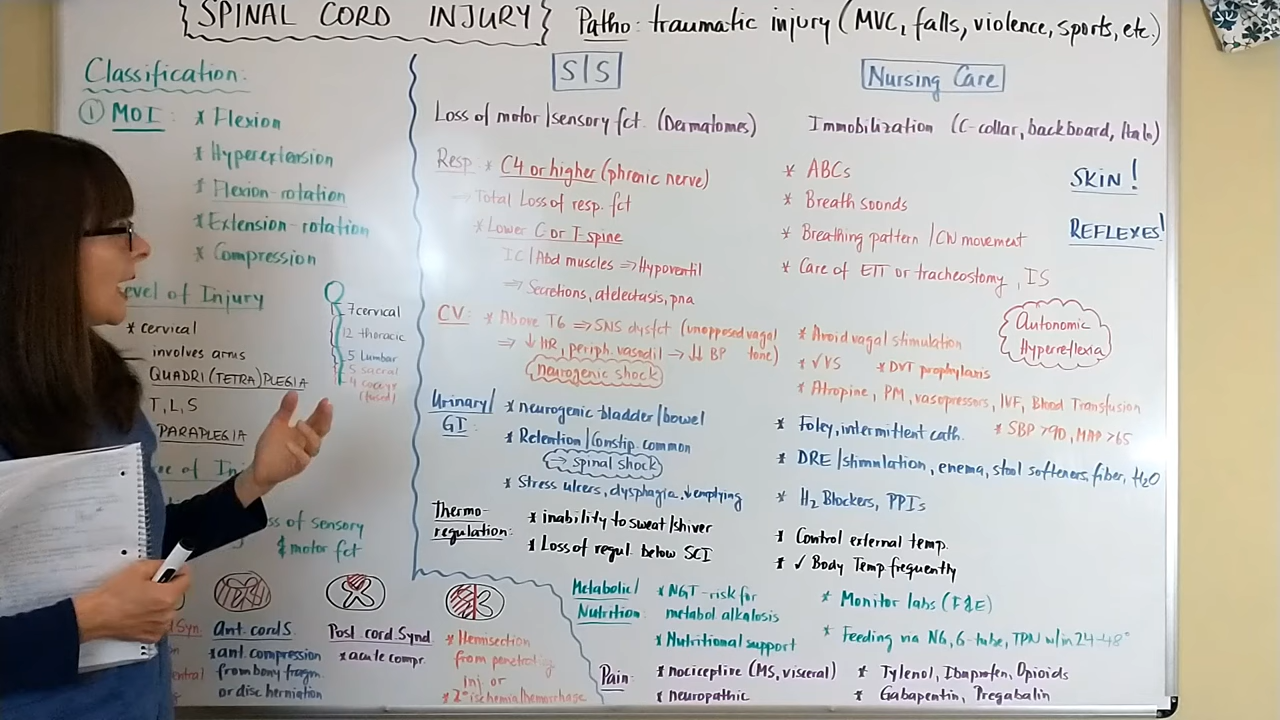 SPINAL CORD INJURY
Patho: traumatic injury (MVC, falls, violence, sports, etc.)
Classification:
① MOI: * Flexion
* Hyperextension
* Flexion-rotation
* Extension-rotation
* Compression
evel of Injury
* cervical
involves arms
QUADRI(TETRA)PLEGIA
T, L, S
PARAPLEGIA
7 cervical
12 thoracic
5 lumbar
5 sacral
4 coccyx
(fused)
ss of sensory
& motor fct
Syn.
Ant. cord S.
* ant. compression
from bony fragm.
or disc herniation
Post cord Synd.
* acute compr.
* Hemisection
from penetratig
inj. or
* 2° ischemia/hemorrhage
S|S
Loss of motor/sensory fct. (Dermatomes)
Resp. * C4 or higher (phrenic nerve)
⇒ Total Loss of resp. fct
* Lower C or T-spine
IC/Abd muscles ⇒ Hypoventil
⇒ Secretions, atelectasis, pna
CV: * Above T6 ⇒ SNS dysfct (unopposed vagal tone)
⇒ ↓ HR, periph. vasodil → ↓↓ BP
neurogenic shock
Urinary/ GI: * neurogenic bladder/bowel
* Retention/Constip. common
→ spinal shock
* Stress ulcers, dysphagia, ↓ emptying
Thermo-regulation: * inability to sweat/shiver
* Loss of regul. below SCI
Metabolic/ Nutrition: * NGT - risk for
metabol alkalosis
* Nutritional support
Pain: * nociceptive (MS, visceral)
* neuropathic
Nursing Care
Immobilization (C-collar, backboard, Halo)
* ABCs
* Breath sounds
* Breathing pattern / CW movement
* Care of ETT or tracheostomy, IS
SKIN!
REFLEXES!
Autonomic
Hyperreflexia
* Avoid vagal stimulation
* √VS * DVT prophylaxis
* Atropine, PM, vasopressors, IVF, Blood Transfusion
* SBP >90, MAP >65
* Foley, intermittent cath.
* DRE/stimulation, enema, stool softeners, fiber, H₂O
* H₂ Blockers, PPIs
* Control external temp.
* √ Body Temp frequently
* Monitor labs (F&E)
* Feeding via NG, G-tube, TPN w/in 24-48°
* Tylenol, Ibuprofen, Opioids
* Gabapentin, Pregabalin